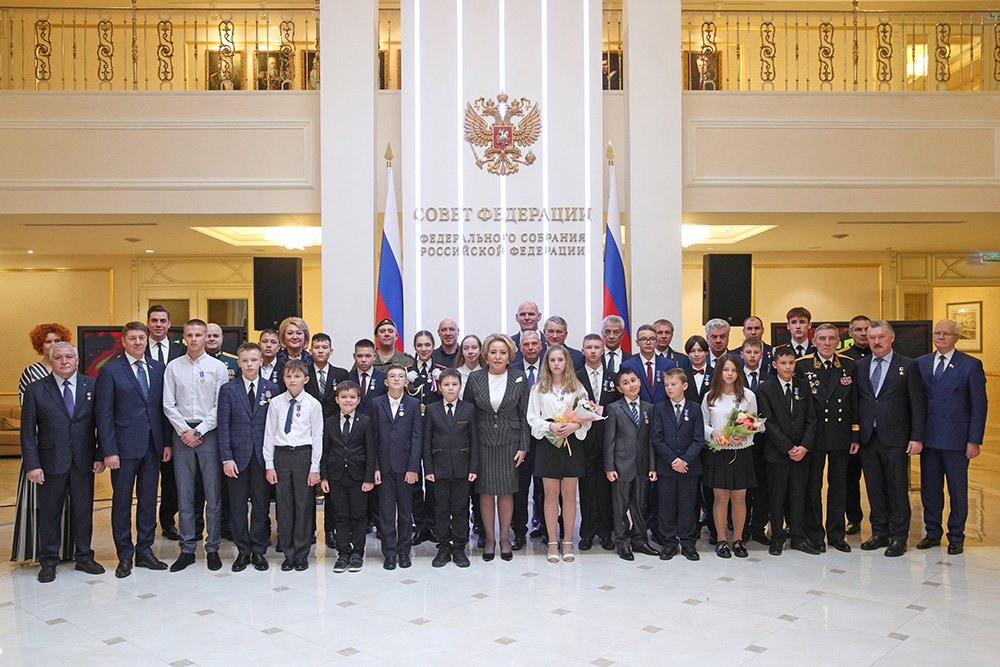 СОВЕТ ФЕДЕРАЦИИ
ФЕДЕРАЛЬНОГО СОБРАНИЯ
РОССИЙСКОЙ ФЕДЕРАЦИИ